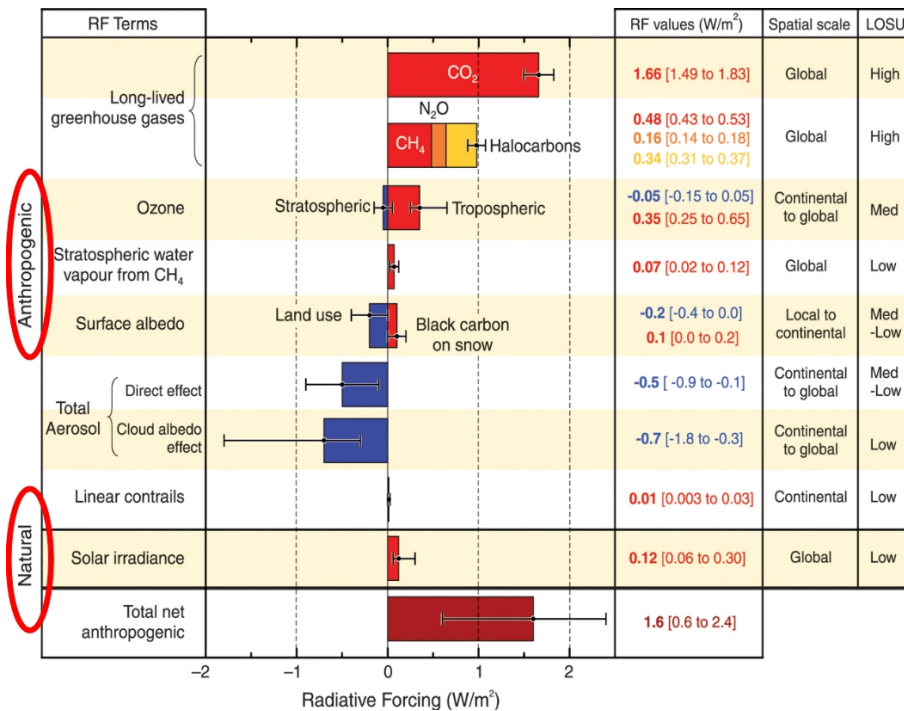 RF Terms
RF values (W/m²)
Spatial scale
LOSU
Anthropogenic
Natural
Long-lived
greenhouse gases
CO₂
1.66 [1.49 to 1.83]
Global
High
N₂O
CH₄
Halocarbons
0.48 [0.43 to 0.53]
0.16 [0.14 to 0.18]
0.34 [0.31 to 0.37]
Global
High
Ozone
Stratospheric
Tropospheric
-0.05 [-0.15 to 0.05]
0.35 [0.25 to 0.65]
Continental
to global
Med
Stratospheric water
vapour from CH₄
0.07 [0.02 to 0.12]
Global
Low
Surface albedo
Land use
Black carbon
on snow
-0.2 [-0.4 to 0.0]
0.1 [0.0 to 0.2]
Local to
continental
Med
-Low
Total
Aerosol
Direct effect
-0.5 [ -0.9 to -0.1]
Continental
to global
Med
-Low
Cloud albedo
effect
-0.7 [-1.8 to -0.3]
Continental
to global
Low
Linear contrails
0.01 [0.003 to 0.03]
Continental
Low
Solar irradiance
0.12 [0.06 to 0.30]
Global
Low
Total net
anthropogenic
1.6 [0.6 to 2.4]
−2 −1 0 1 2
Radiative Forcing (W/m²)